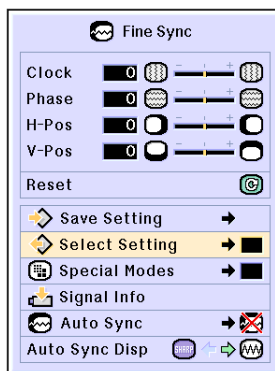 Fine Sync
Clock 0 - +
Phase 0 - +
H-Pos 0 - +
V-Pos 0 - +
Reset
Save Setting
Select Setting
Special Modes
Signal Info
Auto Sync
Auto Sync Disp SHARP